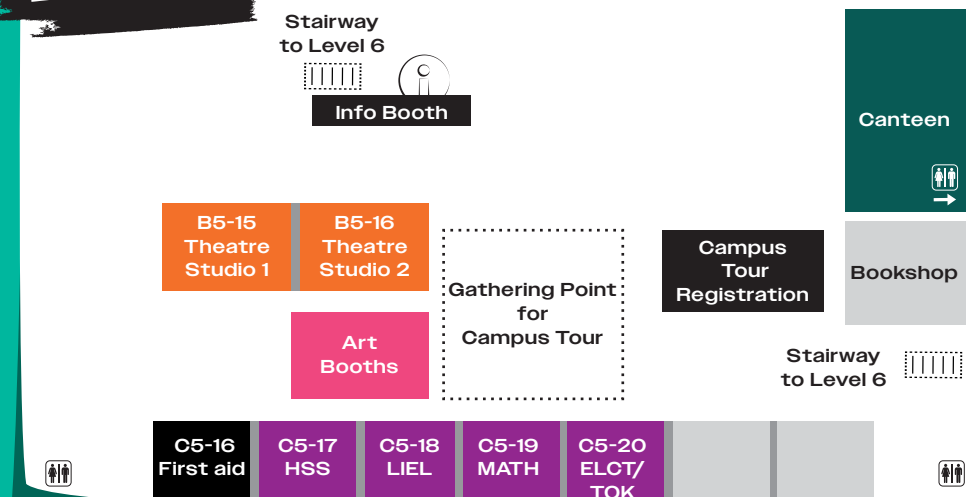 Stairway
to Level 6
Info Booth
Canteen
B5-15
Theatre
Studio 1
B5-16
Theatre
Studio 2
Gathering Point
for
Campus Tour
Campus
Tour
Registration
Bookshop
Art
Booths
Stairway
to Level 6
C5-16
First aid
C5-17
HSS
C5-18
LIEL
C5-19
MATH
C5-20
ELCT/
TOK